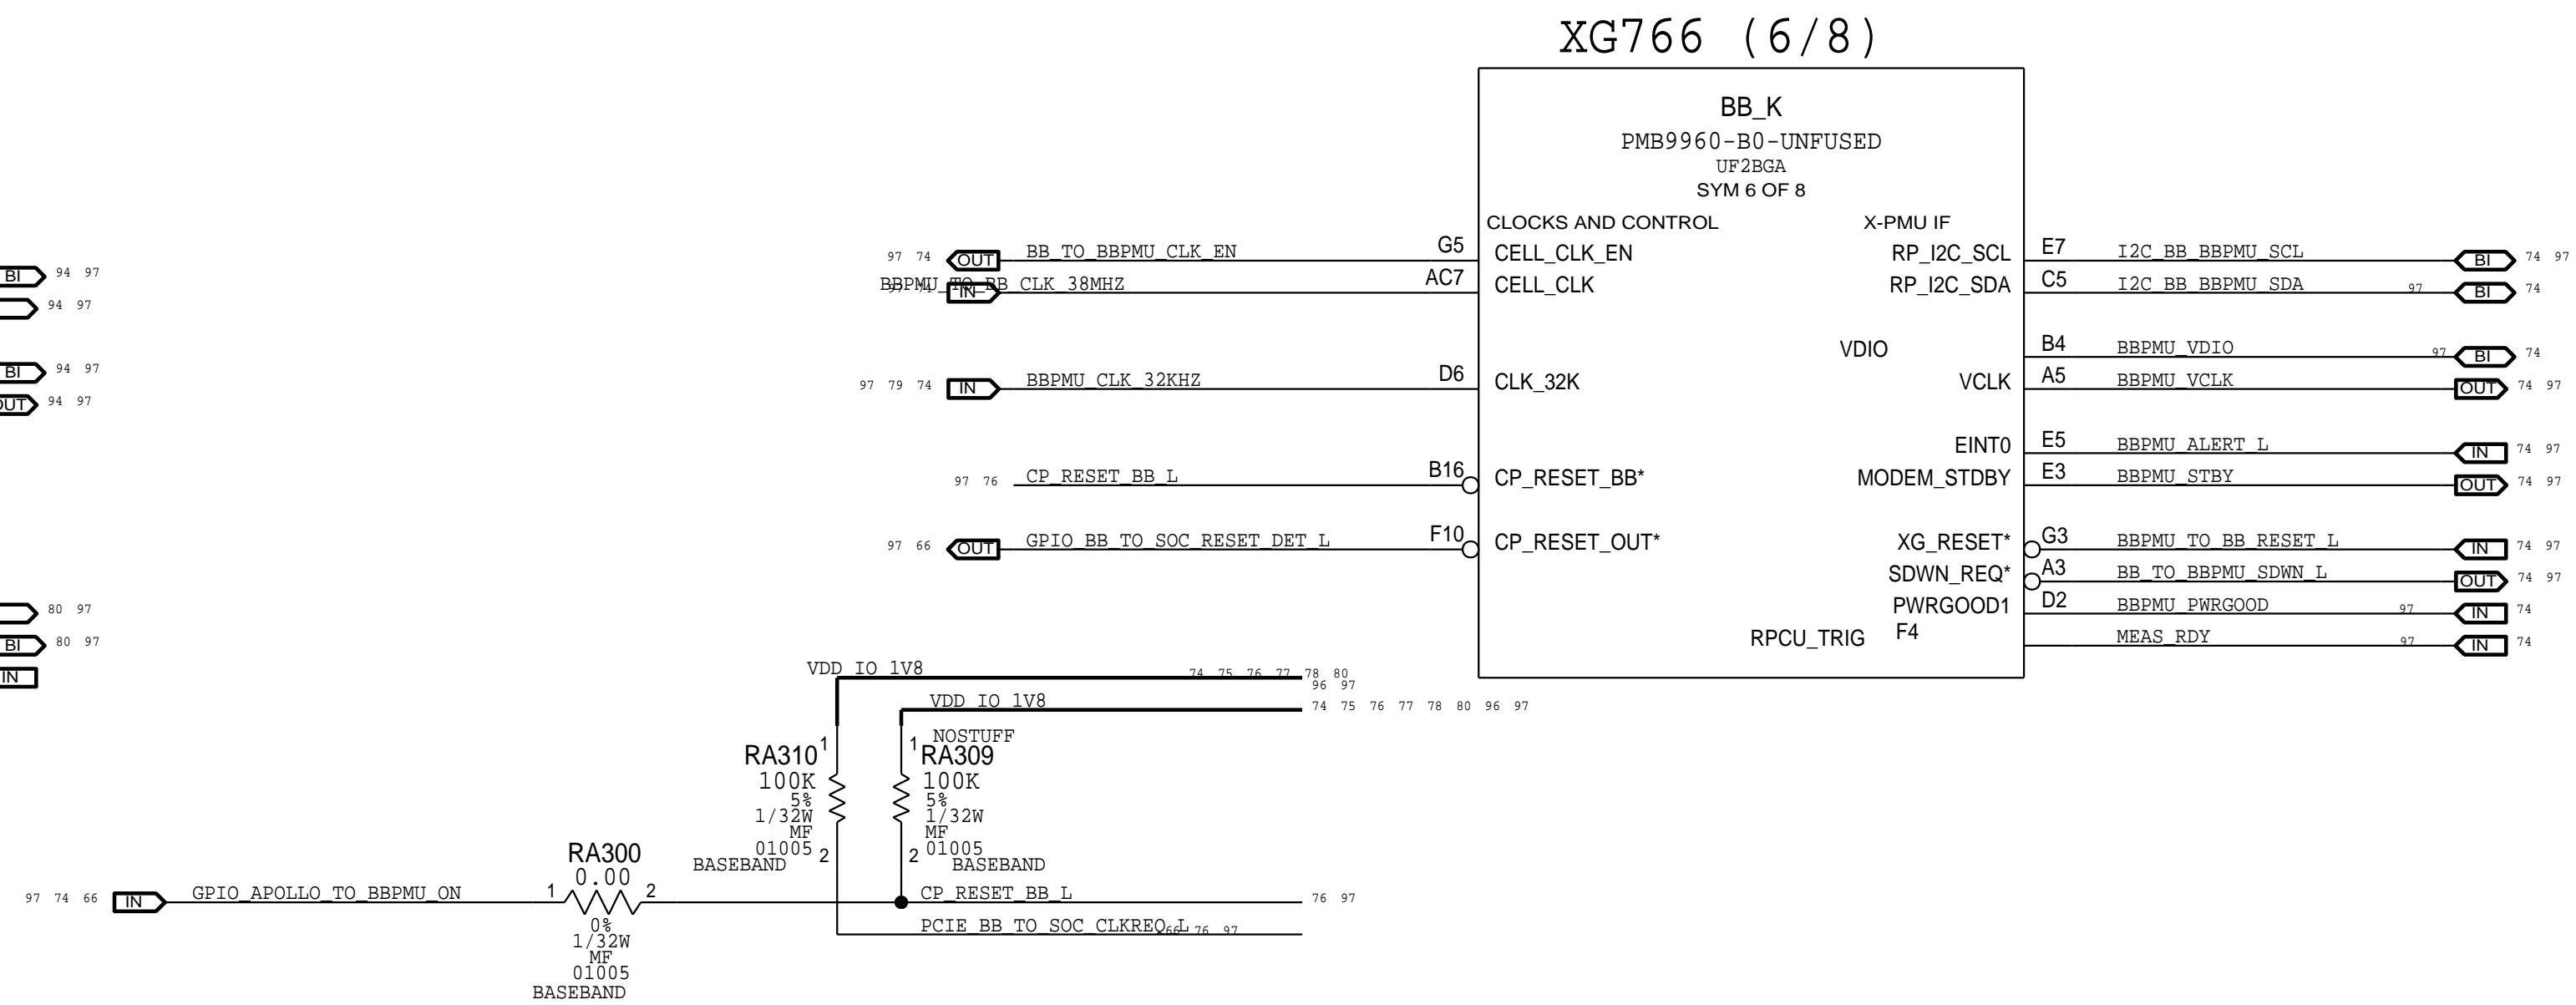 XG766 (6/8)
BB_K
PMB9960-B0-UNFUSED
UF2BGA
SYM 6 OF 8
CLOCKS AND CONTROL X-PMU IF
BI 94 97
94 97
BI 94 97
OUT 94 97
80 97
BI 80 97
IN
97 74 OUT BB_TO_BBPMU_CLK_EN G5 CELL_CLK_EN
97 74 IN BBPMU_TO_BB_CLK_38MHZ AC7 CELL_CLK
97 79 74 IN BBPMU_CLK_32KHZ D6 CLK_32K
97 76 CP_RESET_BB_L B16 CP_RESET_BB*
97 66 OUT GPIO_BB_TO_SOC_RESET_DET_L F10 CP_RESET_OUT*
RP_I2C_SCL E7 I2C_BB_BBPMU_SCL BI 74 97
RP_I2C_SDA C5 I2C_BB_BBPMU_SDA 97 BI 74
VDIO B4 BBPMU_VDIO 97 BI 74
VCLK A5 BBPMU_VCLK OUT 74 97
EINT0 E5 BBPMU_ALERT_L IN 74 97
MODEM_STDBY E3 BBPMU_STBY OUT 74 97
XG_RESET* G3 BBPMU_TO_BB_RESET_L IN 74 97
SDWN_REQ* A3 BB_TO_BBPMU_SDWN_L OUT 74 97
PWRGOOD1 D2 BBPMU_PWRGOOD 97 IN 74
RPCU_TRIG F4 MEAS_RDY 97 IN 74
VDD_IO_1V8 74 75 76 77 78 80
96 97
VDD_IO_1V8 74 75 76 77 78 80 96 97
1
RA310
100K
5%
1/32W
MF
01005
2
BASEBAND
NOSTUFF
1
RA309
100K
5%
1/32W
MF
01005
2
BASEBAND
RA300
0.00
97 74 66 IN GPIO_APOLLO_TO_BBPMU_ON 1 2 CP_RESET_BB_L 76 97
PCIE_BB_TO_SOC_CLKREQ_L 66 76 97
0%
1/32W
MF
01005
BASEBAND